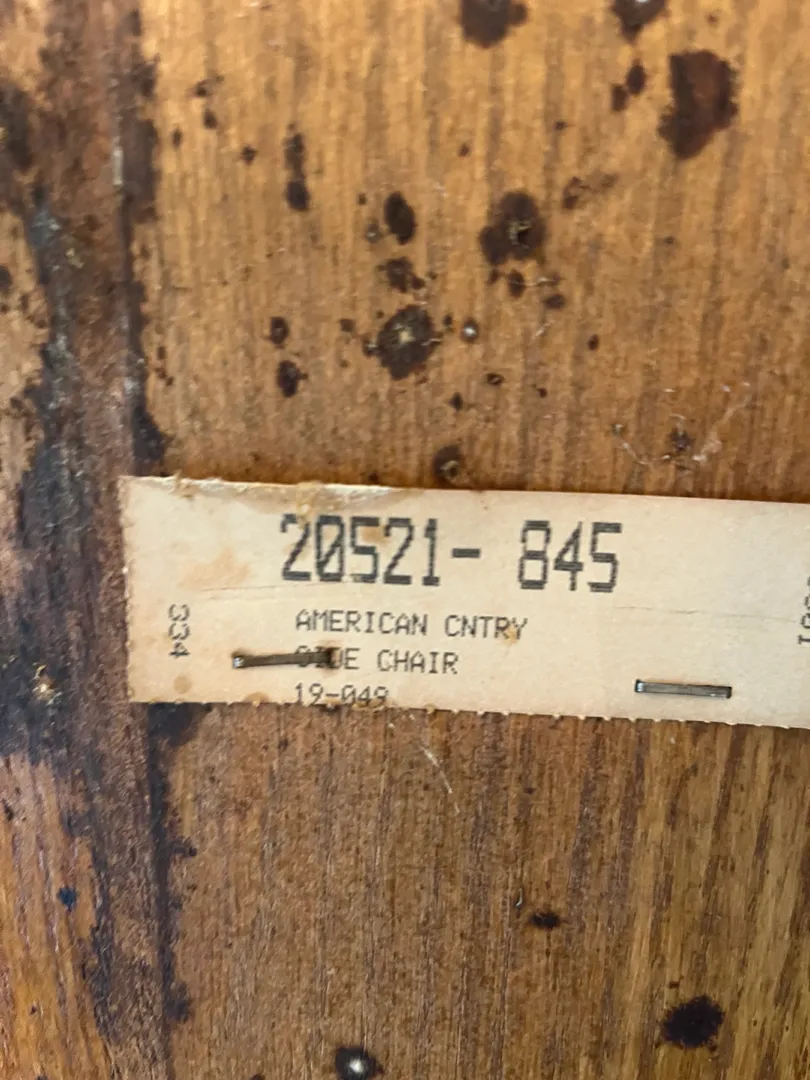 20521- 845
334
AMERICAN CNTRY
SIDE CHAIR
19-049